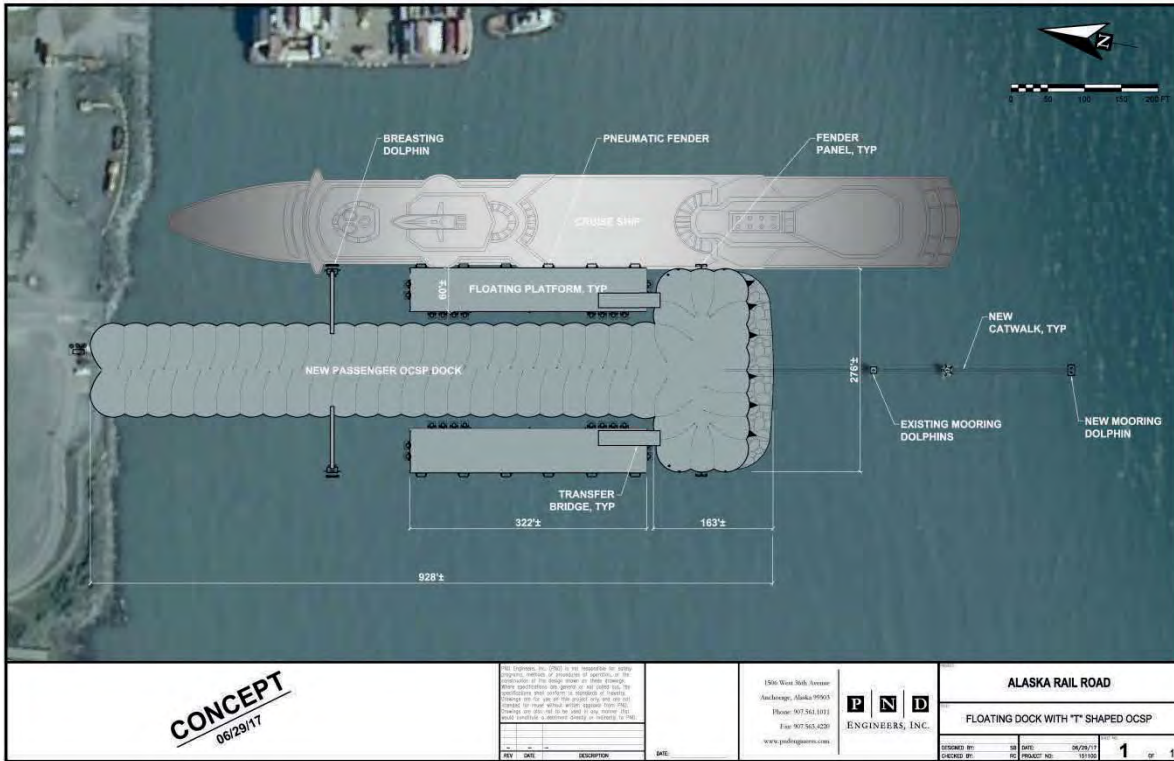 N
0 50 100 150 200 FT
BREASTING
DOLPHIN
PNEUMATIC FENDER
FENDER
PANEL, TYP
CRUISE SHIP
60'±
FLOATING PLATFORM, TYP
NEW PASSENGER OCSP DOCK
276'±
NEW
CATWALK, TYP
EXISTING MOORING
DOLPHINS
NEW MOORING
DOLPHIN
TRANSFER
BRIDGE, TYP
322'±
163'±
928'±
CONCEPT
06/29/17
REV DATE DESCRIPTION
DATE:
1506 West 36th Avenue
Anchorage, Alaska 99503
Phone: 907.561.1011
Fax: 907.563.4220
www.pndengineers.com
P N D
ENGINEERS, INC.
ALASKA RAIL ROAD
FLOATING DOCK WITH "T" SHAPED OCSP
DESIGNED BY: SB DATE: 06/29/17
CHECKED BY: PROJECT NO:
1 OF 1